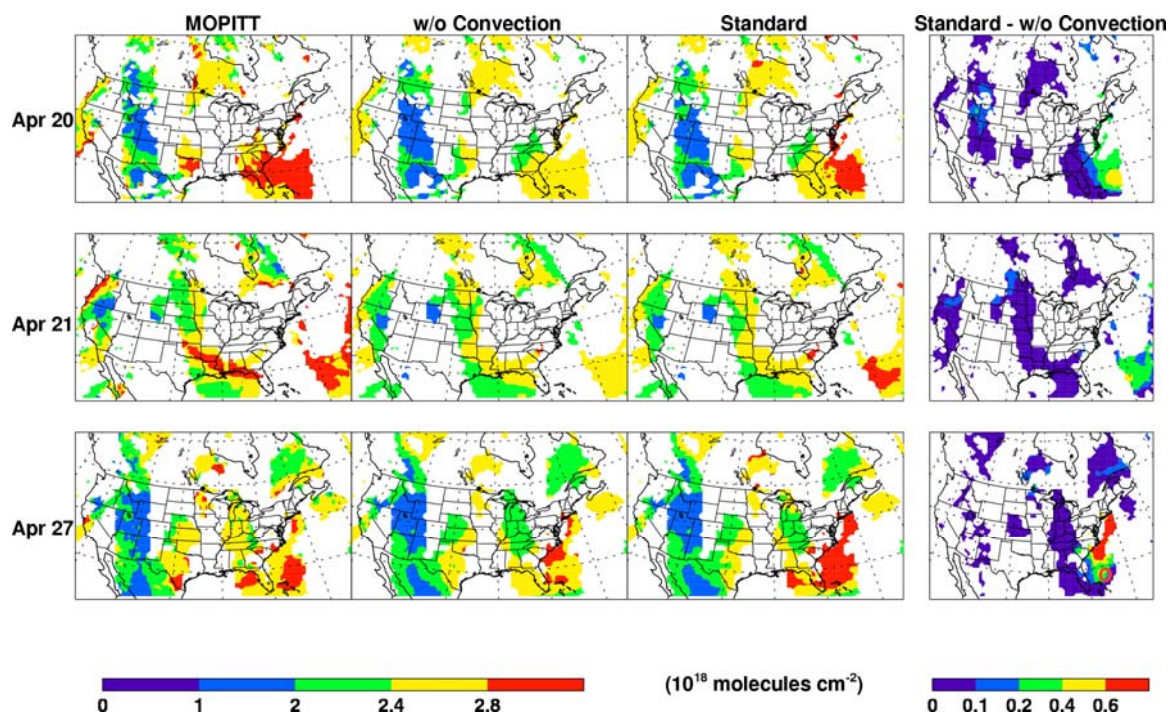 MOPITT w/o Convection Standard Standard - w/o Convection
Apr 20
Apr 21
Apr 27
(10¹⁸ molecules cm⁻²)
0 1 2 2.4 2.8 0 0.1 0.2 0.4 0.6